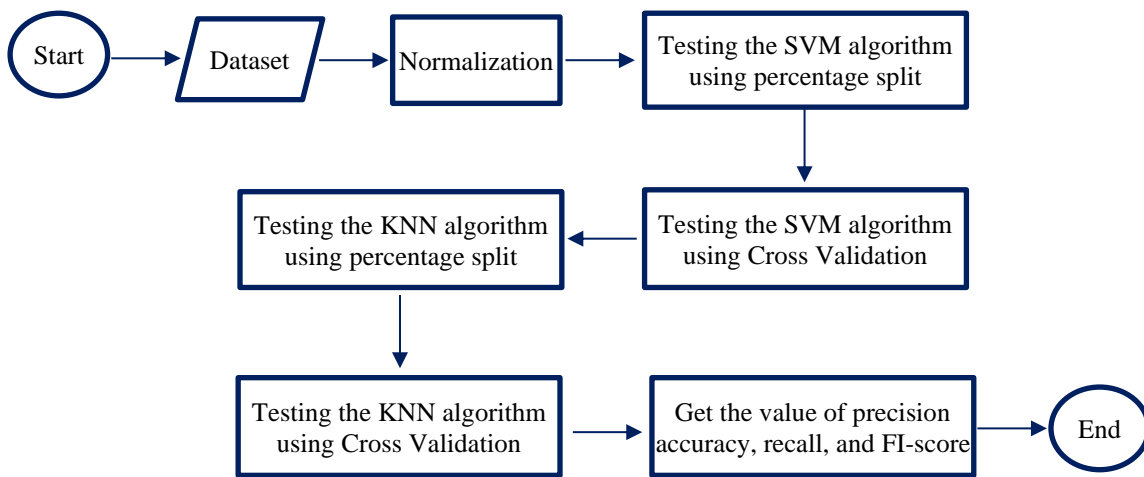 Start
Dataset
Normalization
Testing the SVM algorithm
using percentage split
Testing the SVM algorithm
using Cross Validation
Testing the KNN algorithm
using percentage split
Testing the KNN algorithm
using Cross Validation
Get the value of precision
accuracy, recall, and FI-score
End